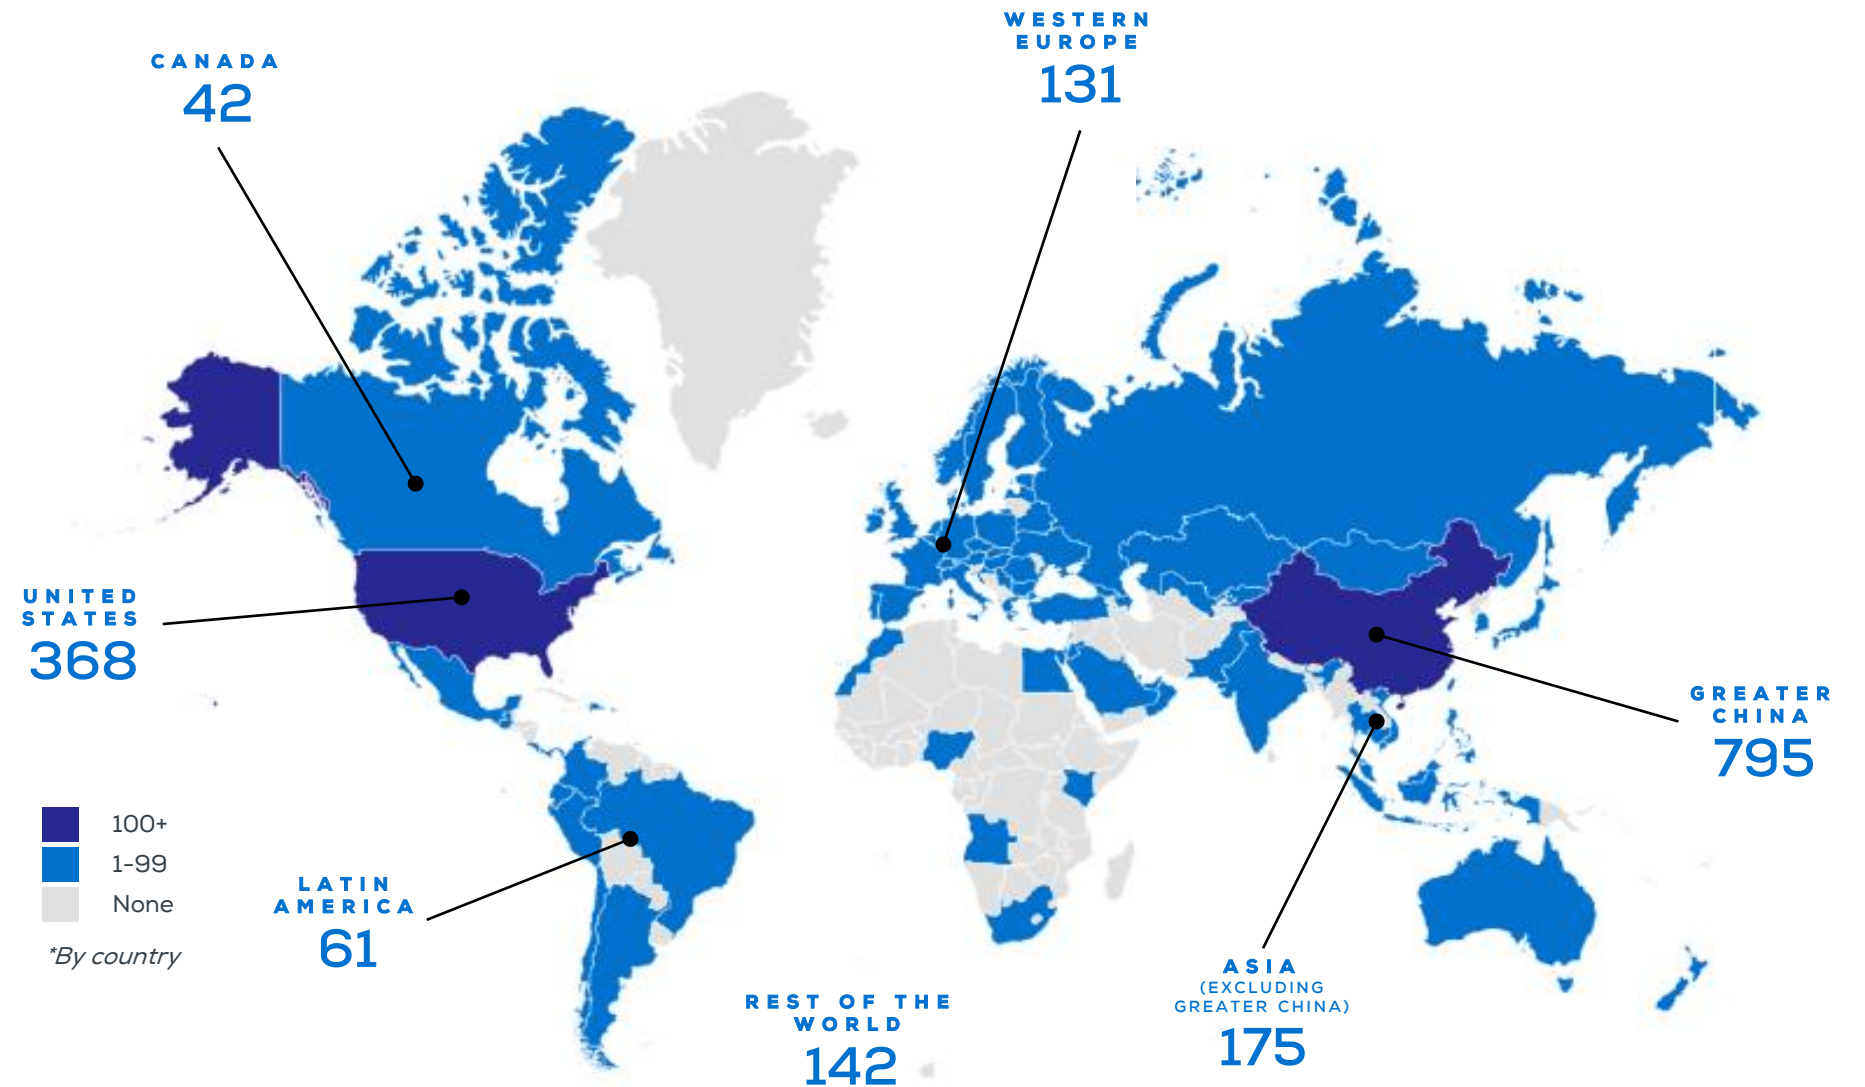 WESTERN
EUROPE
131
CANADA
42
UNITED
STATES
368
GREATER
CHINA
795
100+
1-99
None
*By country
LATIN
AMERICA
61
ASIA
(EXCLUDING
GREATER CHINA)
175
REST OF THE
WORLD
142